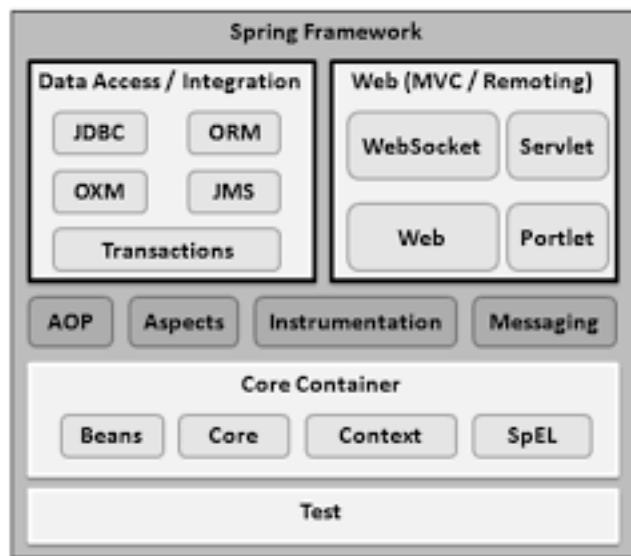 Spring Framework
Data Access / Integration
JDBC
ORM
OXM
JMS
Transactions
Web (MVC / Remoting)
WebSocket
Servlet
Web
Portlet
AOP
Aspects
Instrumentation
Messaging
Core Container
Beans
Core
Context
SpEL
Test